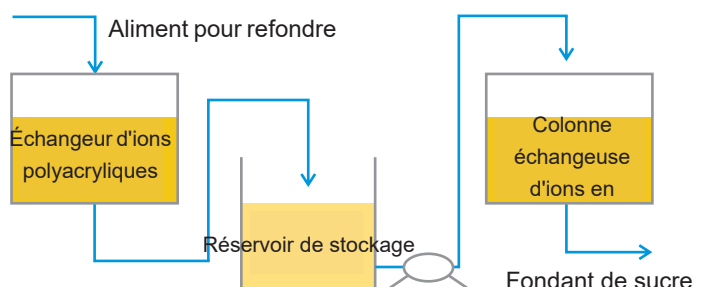 Aliment pour refondre
Échangeur d'ions
polyacryliques
Réservoir de stockage
Colonne
échangeuse
d'ions en
Fondant de sucre